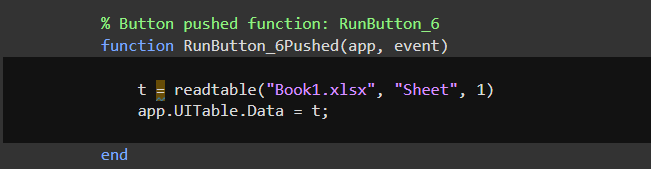 % Button pushed function: RunButton_6
function RunButton_6Pushed(app, event)
t = readtable("Book1.xlsx", "Sheet", 1)
app.UITable.Data = t;
end